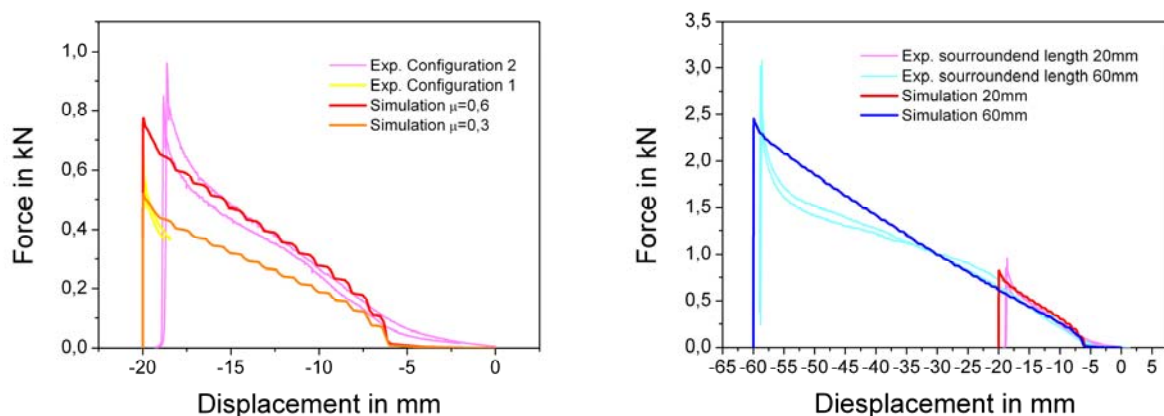 1,0
0,8
0,6
0,4
0,2
0,0
-20 -15 -10 -5 0
Force in kN
Displacement in mm
Exp. Configuration 2
Exp. Configuration 1
Simulation μ=0,6
Simulation μ=0,3
3,5
3,0
2,5
2,0
1,5
1,0
0,5
0,0
-65 -60 -55 -50 -45 -40 -35 -30 -25 -20 -15 -10 -5 0 5
Force in kN
Diesplacement in mm
Exp. sourroundend length 20mm
Exp. sourroundend length 60mm
Simulation 20mm
Simulation 60mm